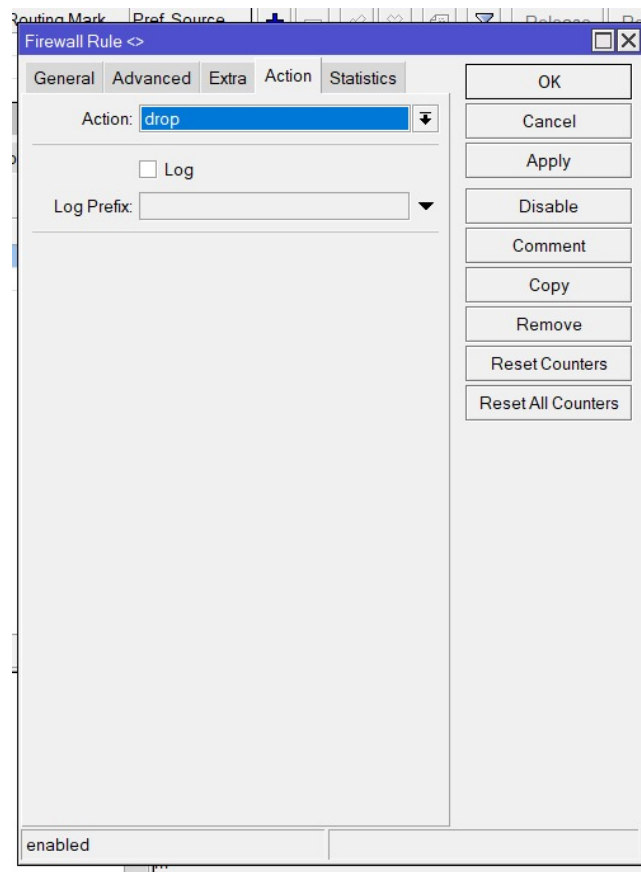 Routing Mark Pref. Source Release
Firewall Rule <>
General Advanced Extra Action Statistics
Action: drop
Log
Log Prefix:
OK
Cancel
Apply
Disable
Comment
Copy
Remove
Reset Counters
Reset All Counters
enabled